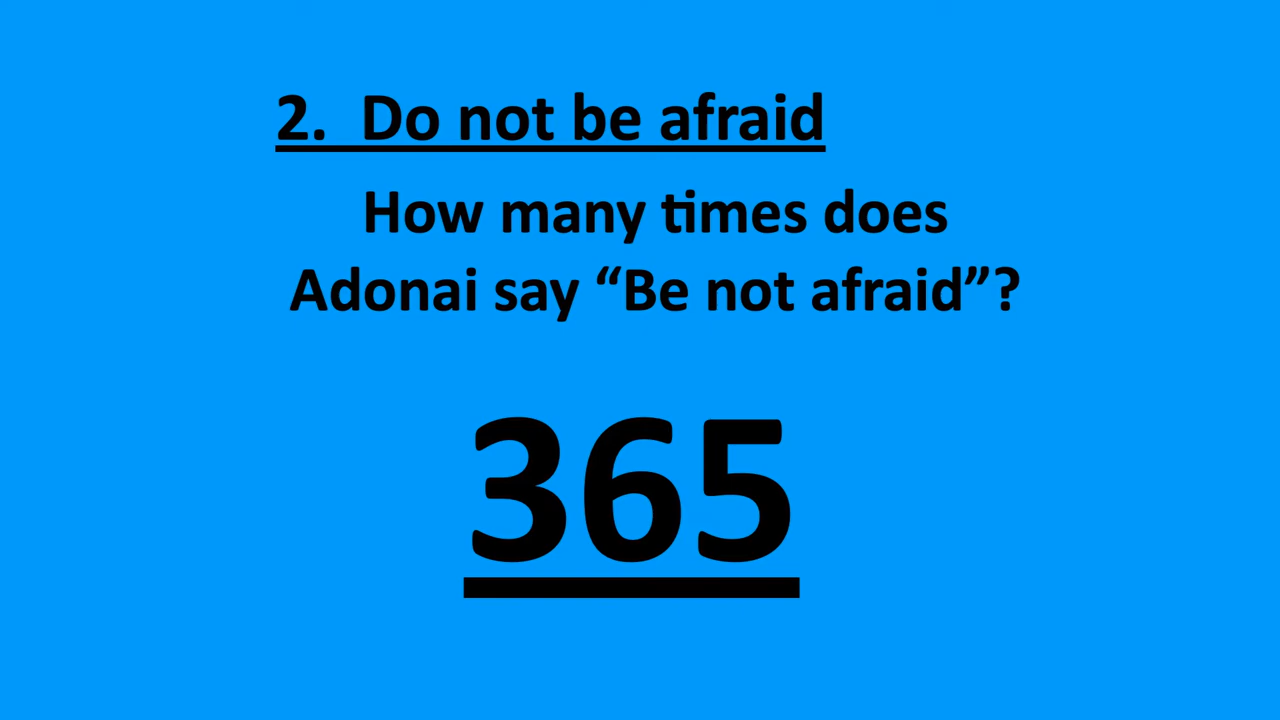 2. Do not be afraid
How many times does
Adonai say “Be not afraid”?
365